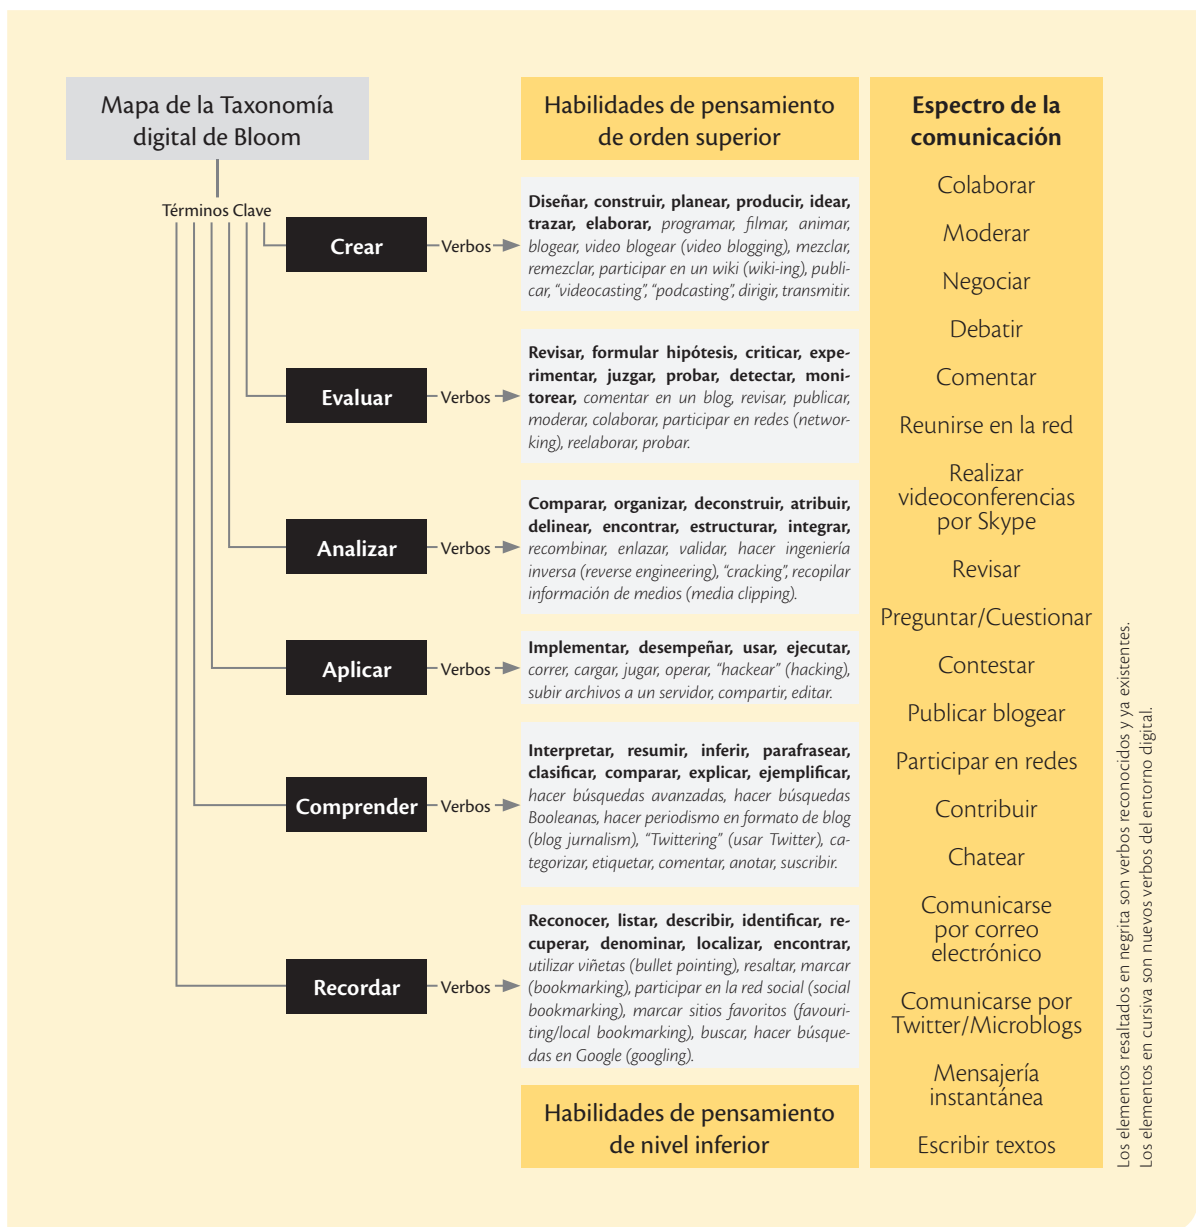 Mapa de la Taxonomía
digital de Bloom
Términos Clave
Habilidades de pensamiento
de orden superior
Crear
Verbos
Diseñar, construir, planear, producir, idear,
trazar, elaborar, programar, filmar, animar,
blogear, video blogear (video blogging), mezclar,
remezclar, participar en un wiki (wiki-ing), publi-
car, “videocasting”, “podcasting”, dirigir, transmitir.
Evaluar
Verbos
Revisar, formular hipótesis, criticar, expe-
rimentar, juzgar, probar, detectar, moni-
torear, comentar en un blog, revisar, publicar,
moderar, colaborar, participar en redes (networ-
king), reelaborar, probar.
Analizar
Verbos
Comparar, organizar, deconstruir, atribuir,
delinear, encontrar, estructurar, integrar,
recombinar, enlazar, validar, hacer ingeniería
inversa (reverse engineering), “cracking”, recopilar
información de medios (media clipping).
Aplicar
Verbos
Implementar, desempeñar, usar, ejecutar,
correr, cargar, jugar, operar, “hackear” (hacking),
subir archivos a un servidor, compartir, editar.
Comprender
Verbos
Interpretar, resumir, inferir, parafrasear,
clasificar, comparar, explicar, ejemplificar,
hacer búsquedas avanzadas, hacer búsquedas
Booleanas, hacer periodismo en formato de blog
(blog jurnalism), “Twittering” (usar Twitter), ca-
tegorizar, etiquetar, comentar, anotar, suscribir.
Recordar
Verbos
Reconocer, listar, describir, identificar, re-
cuperar, denominar, localizar, encontrar,
utilizar viñetas (bullet pointing), resaltar, marcar
(bookmarking), participar en la red social (social
bookmarking), marcar sitios favoritos (favouri-
ting/local bookmarking), buscar, hacer búsque-
das en Google (googling).
Habilidades de pensamiento
de nivel inferior
Espectro de la
comunicación
Colaborar
Moderar
Negociar
Debatir
Comentar
Reunirse en la red
Realizar
videoconferencias
por Skype
Revisar
Preguntar/Cuestionar
Contestar
Publicar blogear
Participar en redes
Contribuir
Chatear
Comunicarse
por correo
electrónico
Comunicarse por
Twitter/Microblogs
Mensajería
instantánea
Escribir textos
Los elementos resaltados en negrita son verbos reconocidos y ya existentes.
Los elementos en cursiva son nuevos verbos del entorno digital.